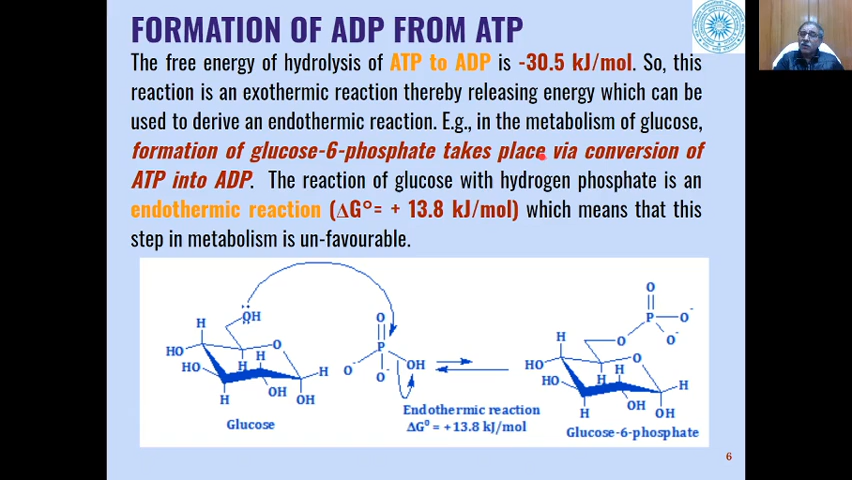 FORMATION OF ADP FROM ATP
The free energy of hydrolysis of ATP to ADP is -30.5 kJ/mol. So, this
reaction is an exothermic reaction thereby releasing energy which can be
used to derive an endothermic reaction. E.g., in the metabolism of glucose,
formation of glucose-6-phosphate takes place via conversion of
ATP into ADP. The reaction of glucose with hydrogen phosphate is an
endothermic reaction (ΔG°= + 13.8 kJ/mol) which means that this
step in metabolism is un-favourable.
H
OH
HO
HO
O
H
H
H
H
OH
OH
Glucose
O
P
O-
O-
OH
Endothermic reaction
ΔG° = +13.8 kJ/mol
O
P
O-
O-
O
H
HO
HO
O
H
H
H
H
OH
OH
Glucose-6-phosphate
6